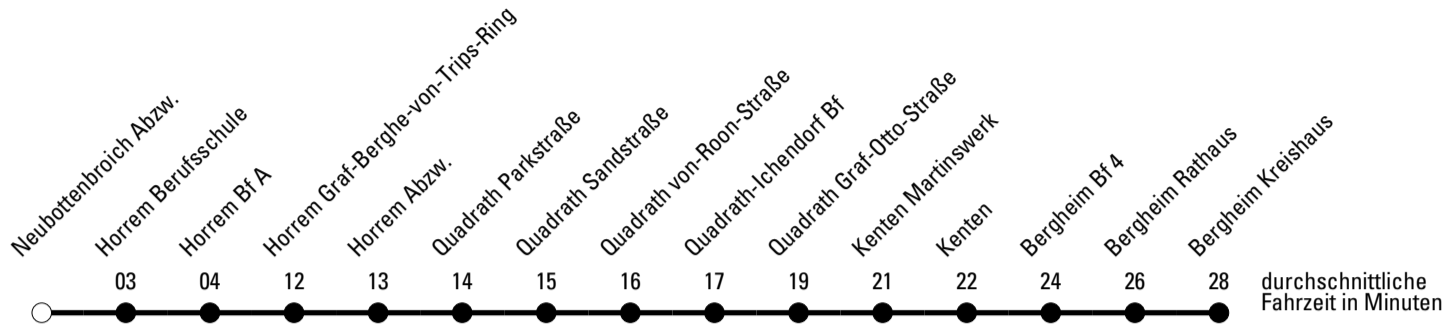 Neubottenbroich Abzw.
Horrem Berufsschule
Horrem Bf A
Horrem Graf-Berghe-von-Trips-Ring
Horrem Abzw.
Quadrath Parkstraße
Quadrath Sandstraße
Quadrath von-Roon-Straße
Quadrath-Ichendorf Bf
Quadrath Graf-Otto-Straße
Kenten Martinswerk
Kenten
Bergheim Bf 4
Bergheim Rathaus
Bergheim Kreishaus
03 04 12 13 14 15 16 17 19 21 22 24 26 28
durchschnittliche
Fahrzeit in Minuten